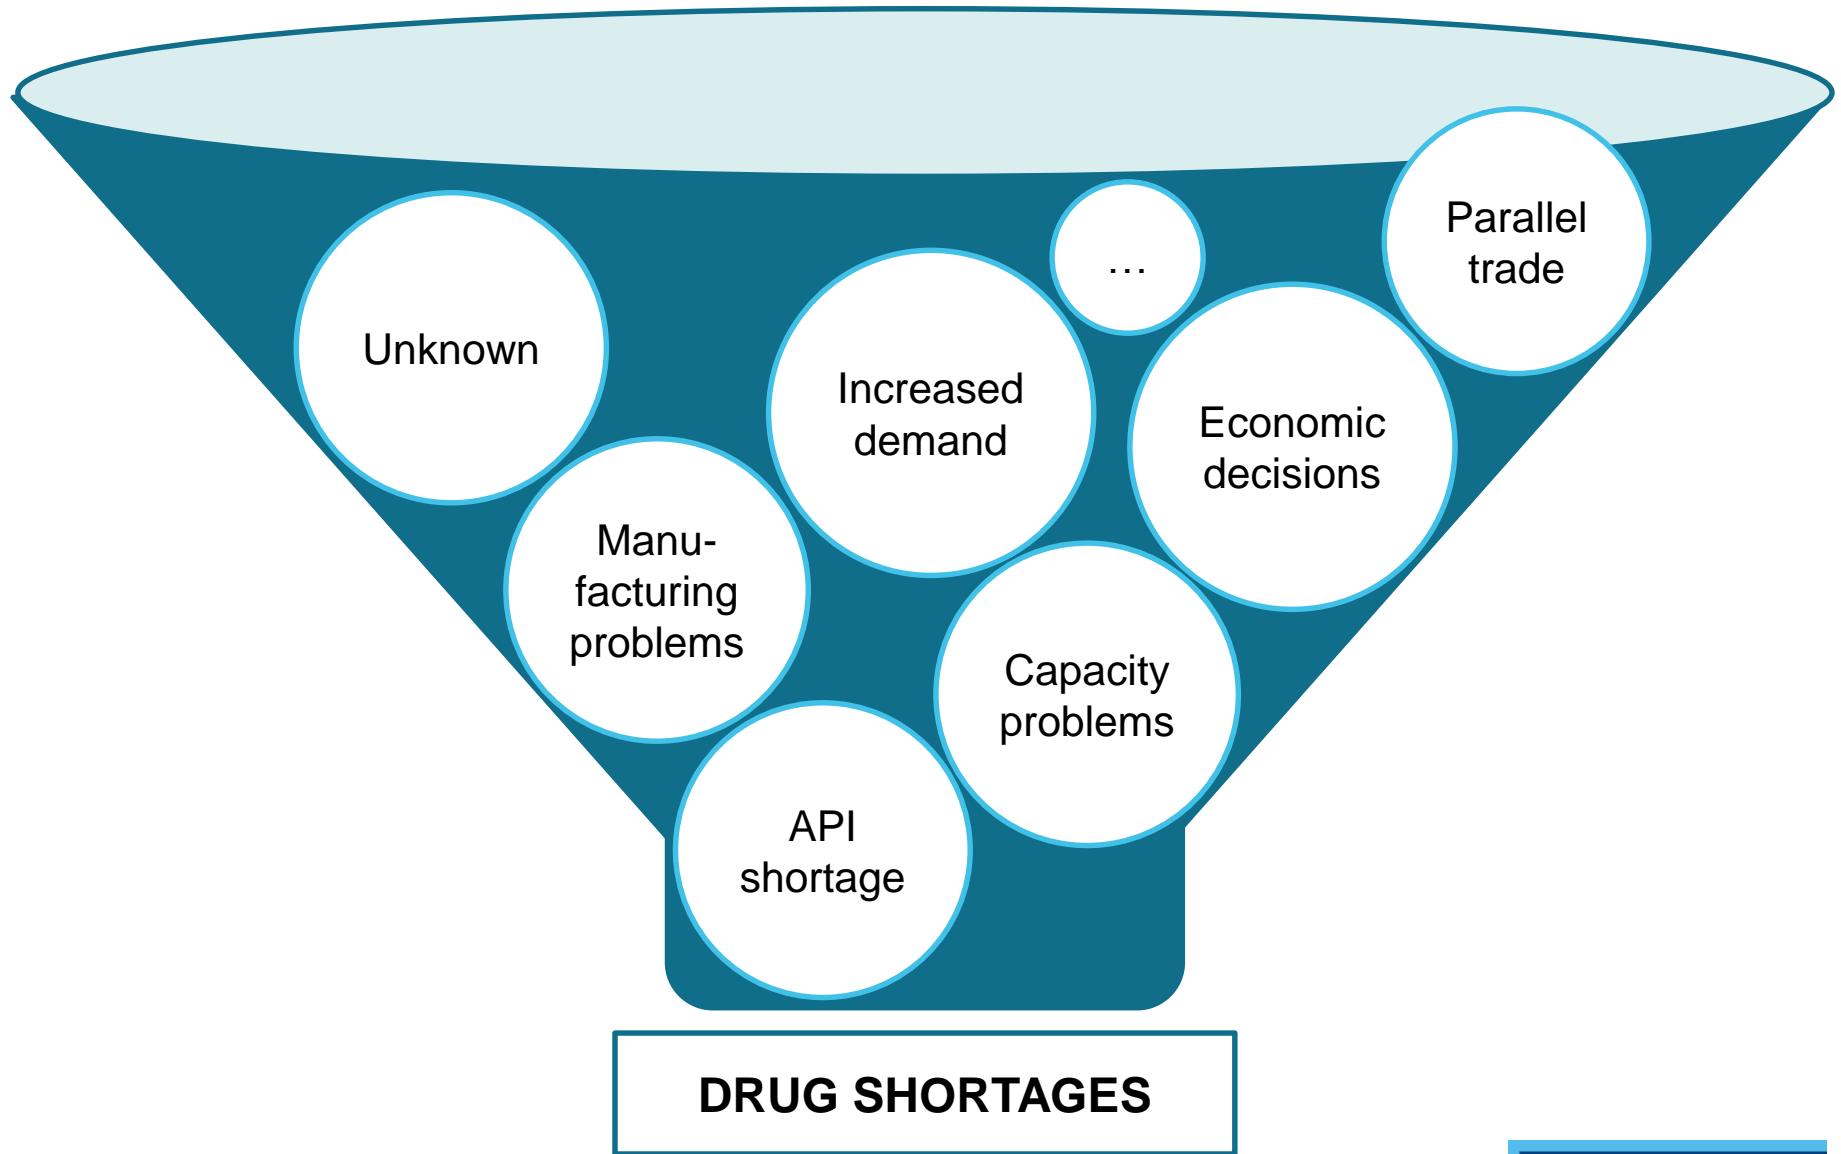 Parallel
trade
…
Unknown
Increased
demand
Economic
decisions
Manu-
facturing
problems
Capacity
problems
API
shortage
DRUG SHORTAGES